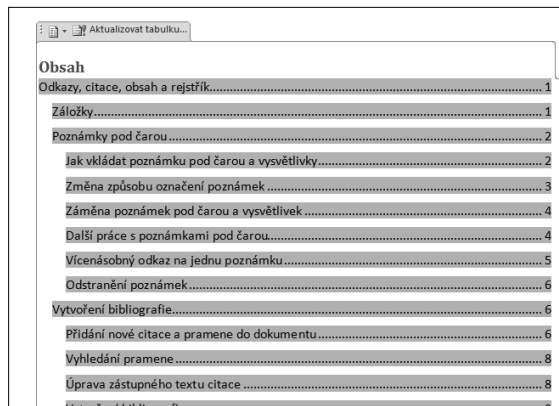 Aktualizovat tabulku...
Obsah
Odkazy, citace, obsah a rejstřík 1
Záložky 1
Poznámky pod čarou 2
Jak vkládat poznámku pod čarou a vysvětlivky 2
Změna způsobu označení poznámek 3
Záměna poznámek pod čarou a vysvětlivek 4
Další práce s poznámkami pod čarou 4
Vícenásobný odkaz na jednu poznámku 5
Odstranění poznámek 6
Vytvoření bibliografie 6
Přidání nové citace a pramene do dokumentu 6
Vyhledání pramene 8
Úprava zástupného textu citace 8